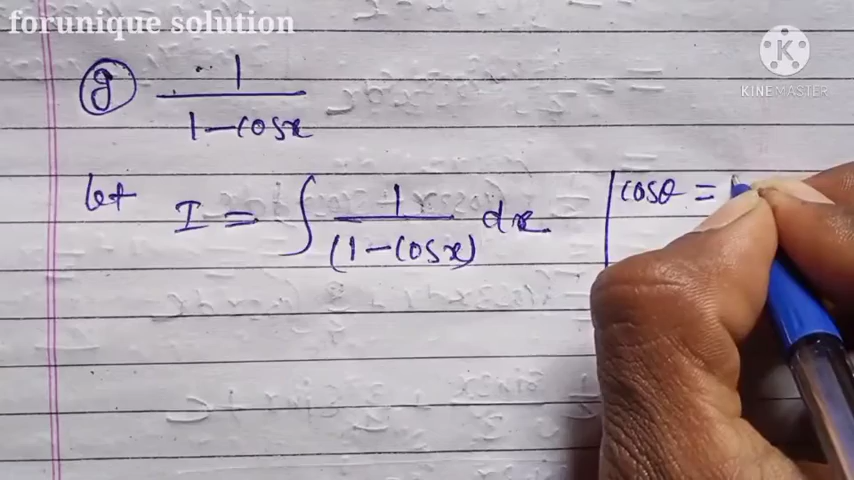 forunique solution
g 1/(1-cosx)
KINEMASTER
let I = ∫ 1/(1-cosx) dx | cosθ =